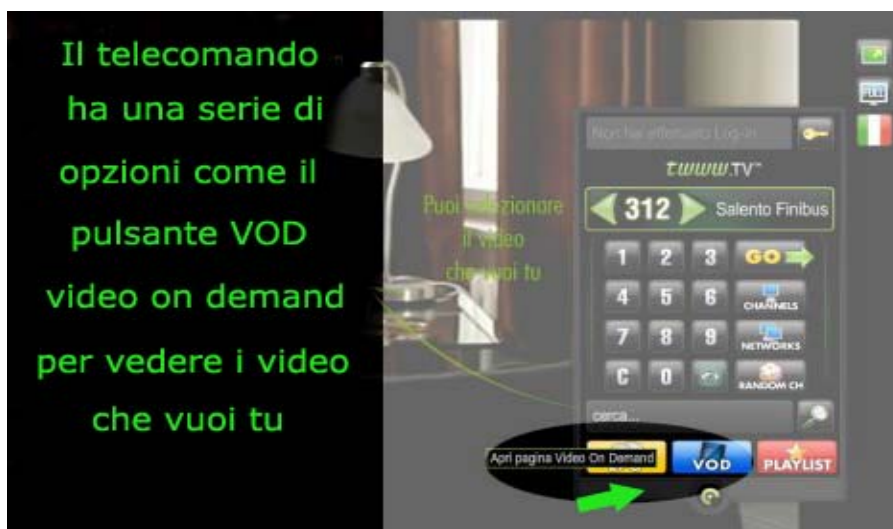 Il telecomando
ha una serie di
opzioni come il
pulsante VOD
video on demand
per vedere i video
che vuoi tu
Puoi selezionare
il video
che vuoi tu
FULL
Non hai effettuato Log-in
twww.TV™
312 Salento Finibus
1 2 3 GO
4 5 6 CHANNELS
7 8 9 NETWORKS
C 0 RANDOM CH
cerca...
Apri pagina Video On Demand
VOD PLAYLIST